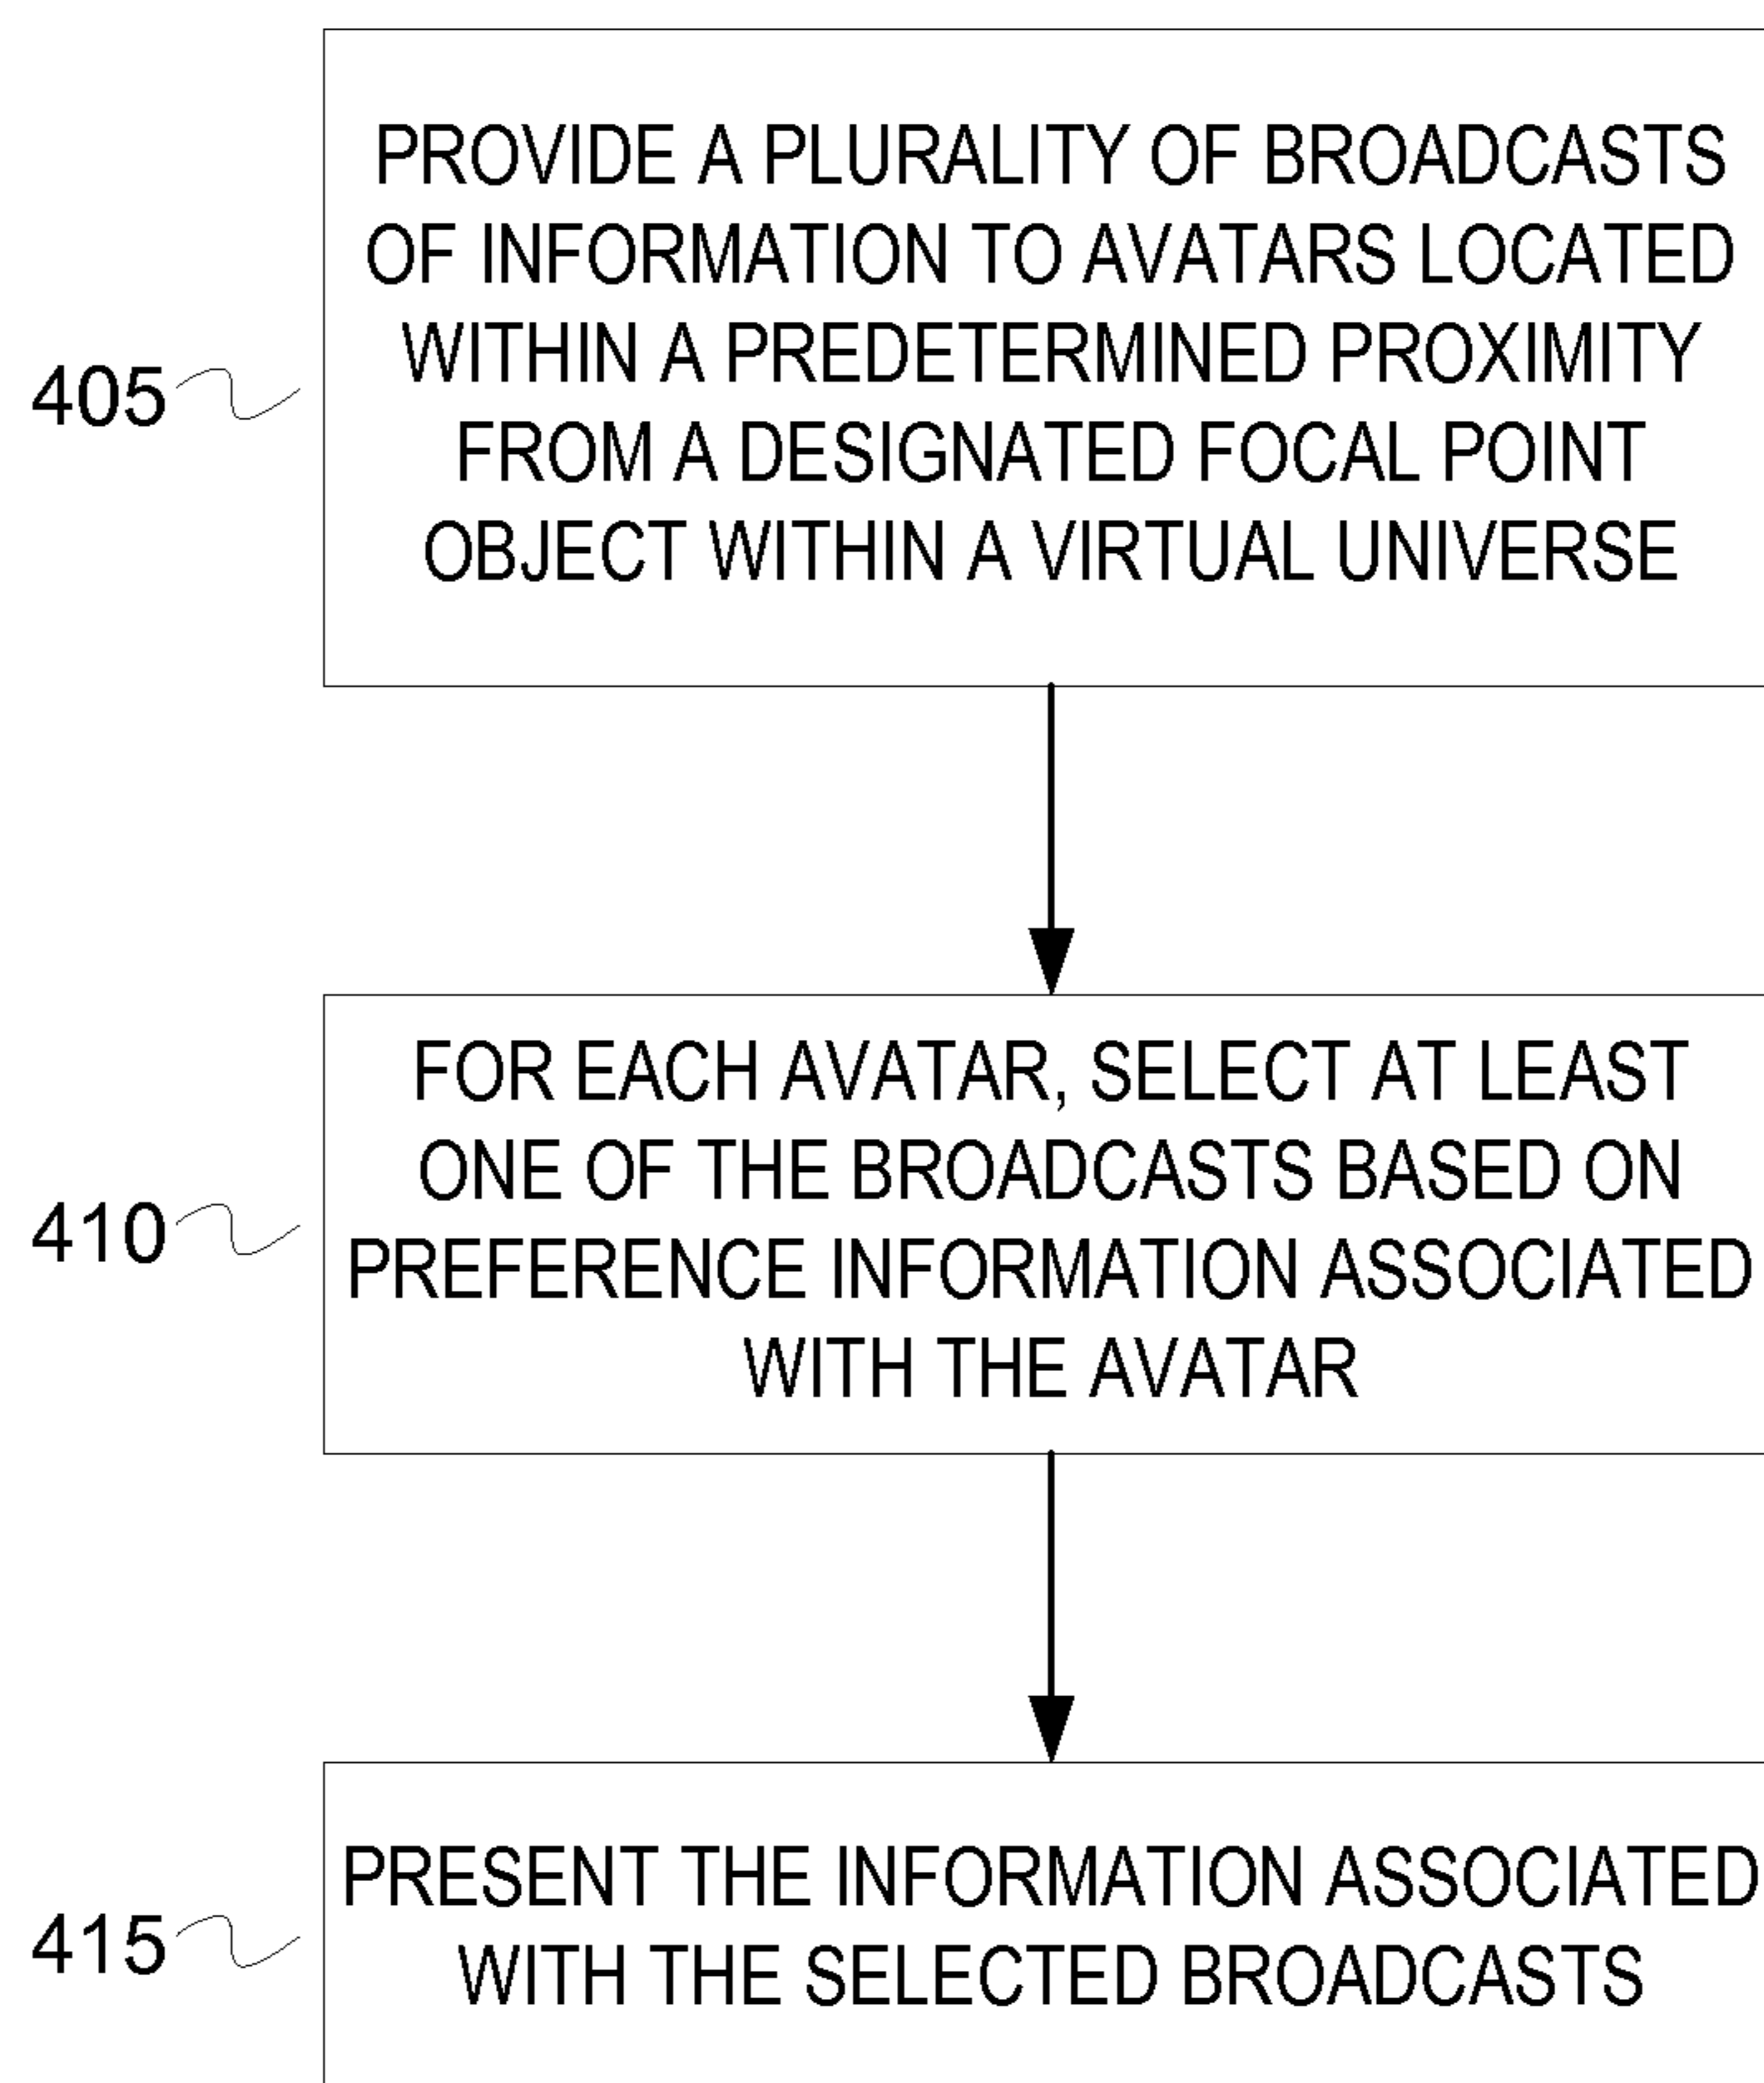 PROVIDE A PLURALITY OF BROADCASTS
OF INFORMATION TO AVATARS LOCATED
WITHIN A PREDETERMINED PROXIMITY
FROM A DESIGNATED FOCAL POINT
OBJECT WITHIN A VIRTUAL UNIVERSE
405
FOR EACH AVATAR, SELECT AT LEAST
ONE OF THE BROADCASTS BASED ON
PREFERENCE INFORMATION ASSOCIATED
WITH THE AVATAR
410
PRESENT THE INFORMATION ASSOCIATED
WITH THE SELECTED BROADCASTS
415